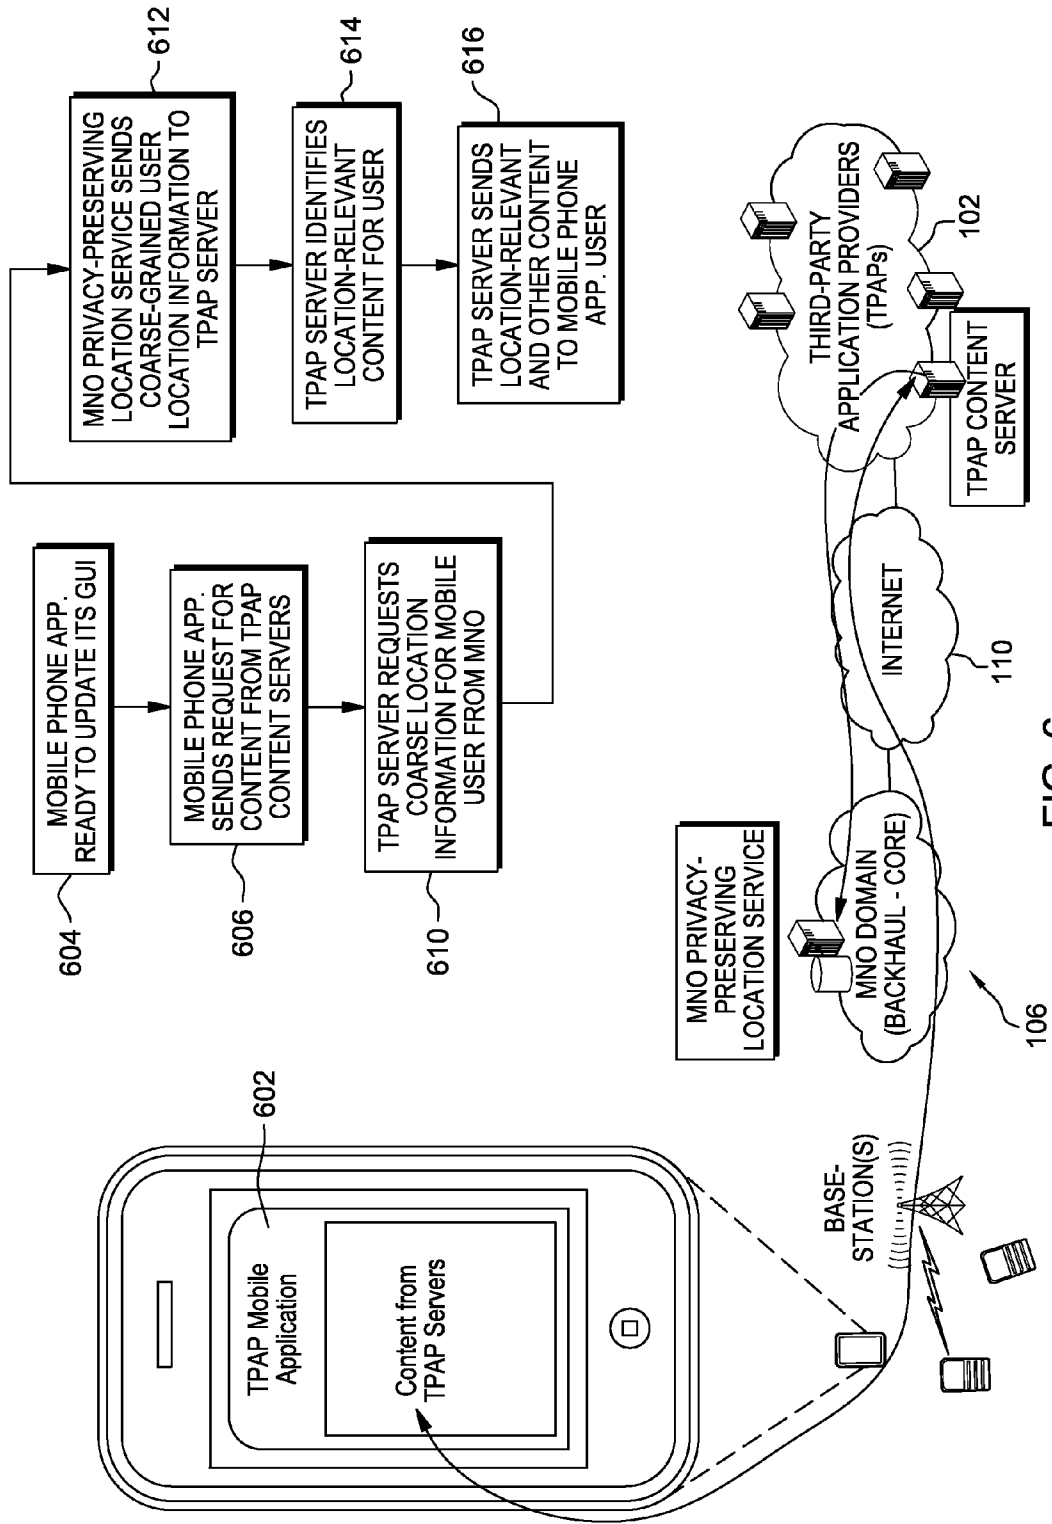 602
TPAP Mobile
Application
Content from
TPAP Servers
604
MOBILE PHONE APP.
READY TO UPDATE ITS GUI
606
MOBILE PHONE APP.
SENDS REQUEST FOR
CONTENT FROM TPAP
CONTENT SERVERS
610
TPAP SERVER REQUESTS
COARSE LOCATION
INFORMATION FOR MOBILE
USER FROM MNO
612
MNO PRIVACY-PRESERVING
LOCATION SERVICE SENDS
COARSE-GRAINED USER
LOCATION INFORMATION TO
TPAP SERVER
614
TPAP SERVER IDENTIFIES
LOCATION-RELEVANT
CONTENT FOR USER
616
TPAP SERVER SENDS
LOCATION-RELEVANT
AND OTHER CONTENT
TO MOBILE PHONE
APP. USER
BASE-
STATION(S)
MNO PRIVACY-
PRESERVING
LOCATION SERVICE
MNO DOMAIN
(BACKHAUL - CORE)
106
INTERNET
110
THIRD-PARTY
APPLICATION PROVIDERS
(TPAPs)
102
TPAP CONTENT
SERVER